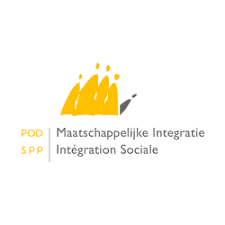 POD Maatschappelijke Integratie
SPP Intégration Sociale